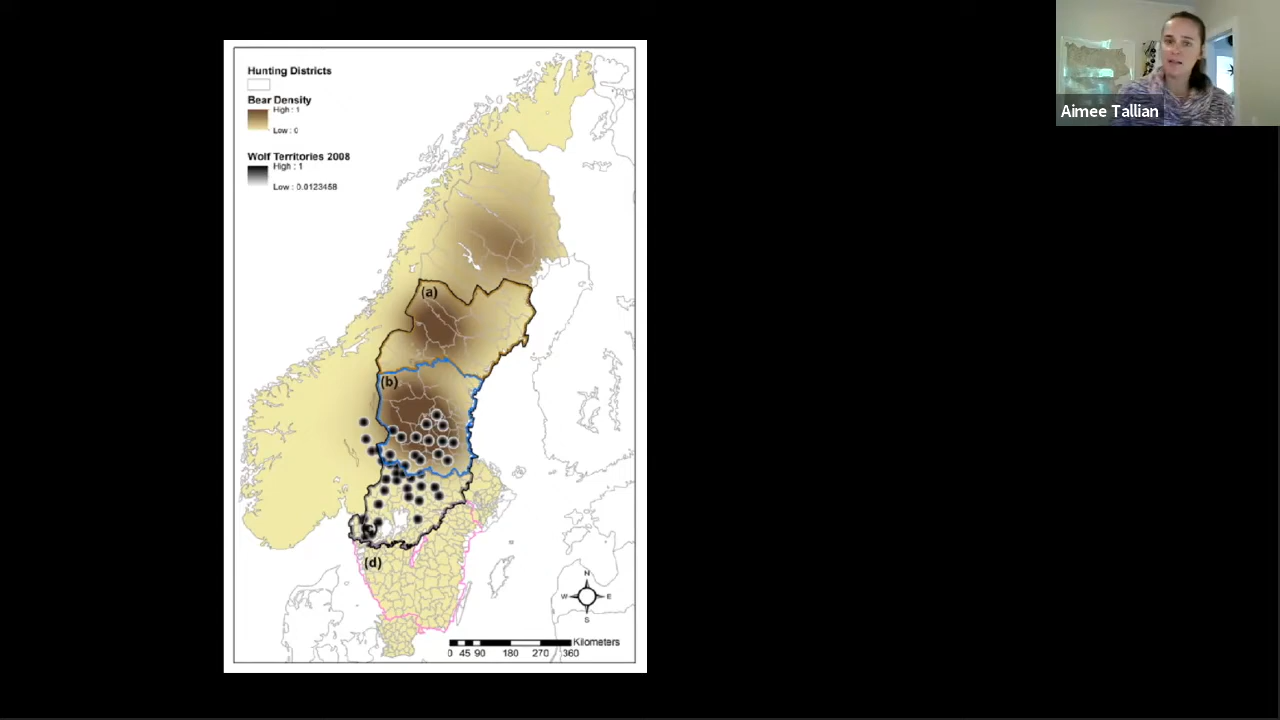 Hunting Districts
Bear Density
High : 1
Low : 0
Wolf Territories 2008
High : 1
Low : 0.0123458
(a)
(b)
(d)
N
W E
S
Kilometers
0 45 90 180 270 360
Aimee Tallian